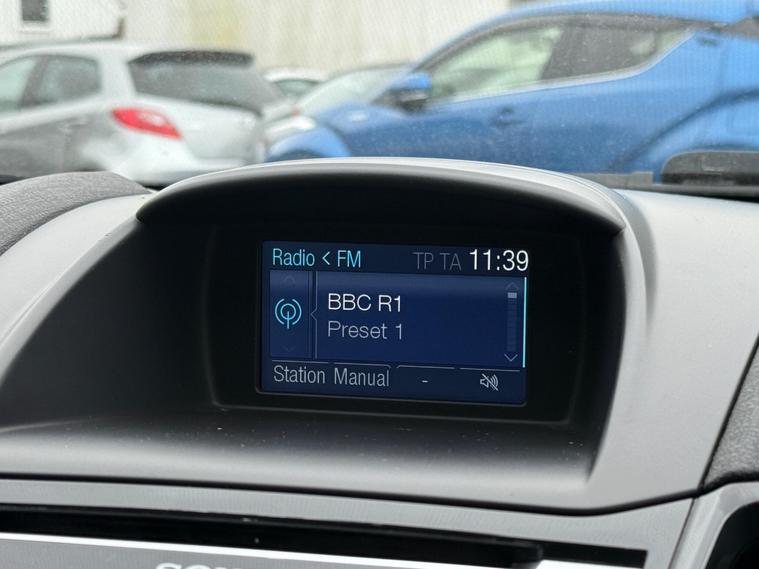 Radio < FM TP TA 11:39
BBC R1
Preset 1
Station Manual -